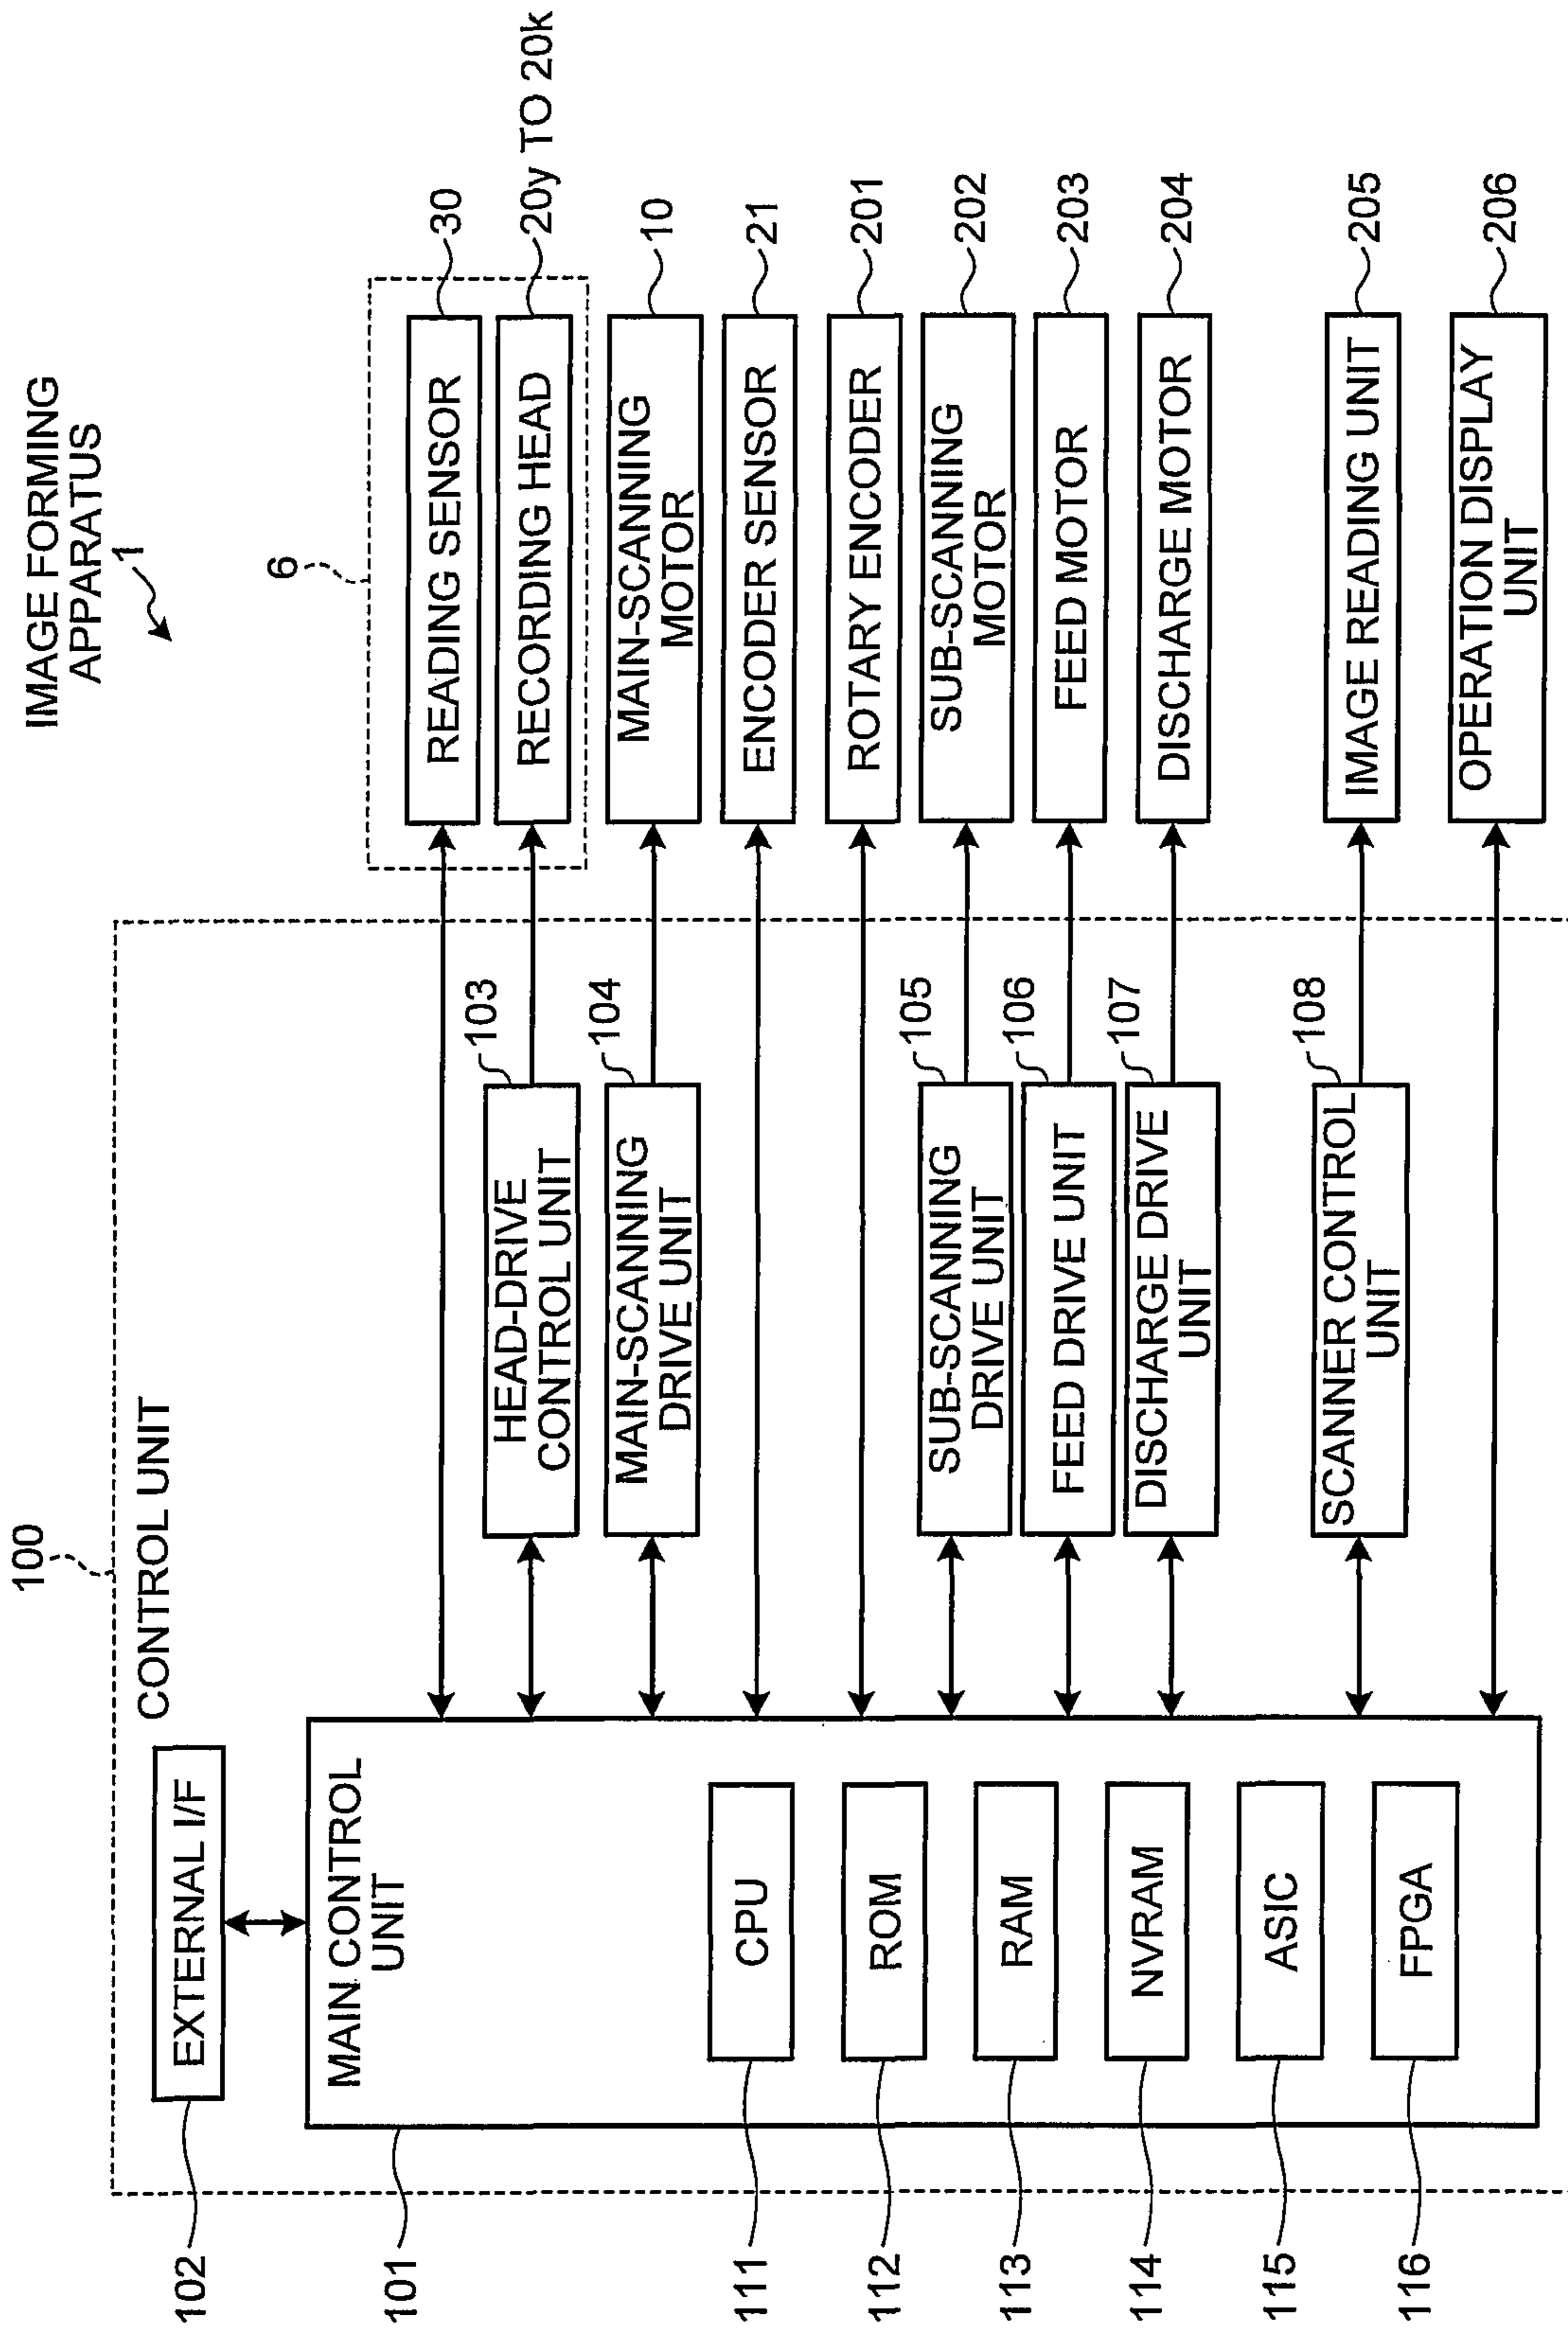 IMAGE FORMING
APPARATUS
1
100
CONTROL UNIT
102
EXTERNAL I/F
101
MAIN CONTROL
UNIT
111
CPU
112
ROM
113
RAM
114
NVRAM
115
ASIC
116
FPGA
103
HEAD-DRIVE
CONTROL UNIT
104
MAIN-SCANNING
DRIVE UNIT
105
SUB-SCANNING
DRIVE UNIT
106
FEED DRIVE UNIT
107
DISCHARGE DRIVE
UNIT
108
SCANNER CONTROL
UNIT
6
READING SENSOR
30
RECORDING HEAD
20y TO 20k
MAIN-SCANNING
MOTOR
10
ENCODER SENSOR
21
ROTARY ENCODER
201
SUB-SCANNING
MOTOR
202
FEED MOTOR
203
DISCHARGE MOTOR
204
IMAGE READING UNIT
205
OPERATION DISPLAY
UNIT
206